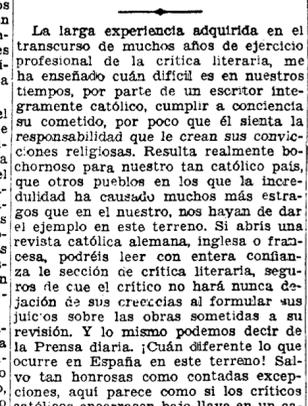 La larga experiencia adquirida en el
transcurso de muchos años de ejercicio
profesional de la crítica literaria, me
ha enseñado cuán difícil es en nuestros
tiempos, por parte de un escritor ínte-
gramente católico, cumplir a conciencia
su cometido, por poco que él sienta la
responsabilidad que le crean sus convic-
ciones religiosas. Resulta realmente bo-
chornoso para nuestro tan católico país,
que otros pueblos en los que la incre-
dulidad ha causado muchos más estra-
gos que en el nuestro, nos hayan de dar
el ejemplo en este terreno. Si abrís una
revista católica alemana, inglesa o fran-
cesa, podréis leer con entera confian-
za le sección de crítica literaria, segu-
ros de cue el crítico no hará nunca de-
jación de sus creencias al formular sus
juicios sobre las obras sometidas a su
revisión. Y lo mismo podemos decir de
la Prensa diaria. ¡Cuán diferente lo que
ocurre en España en este terreno! Sal-
vo tan honrosas como contadas excep-
ciones, aquí parece como si los críticos